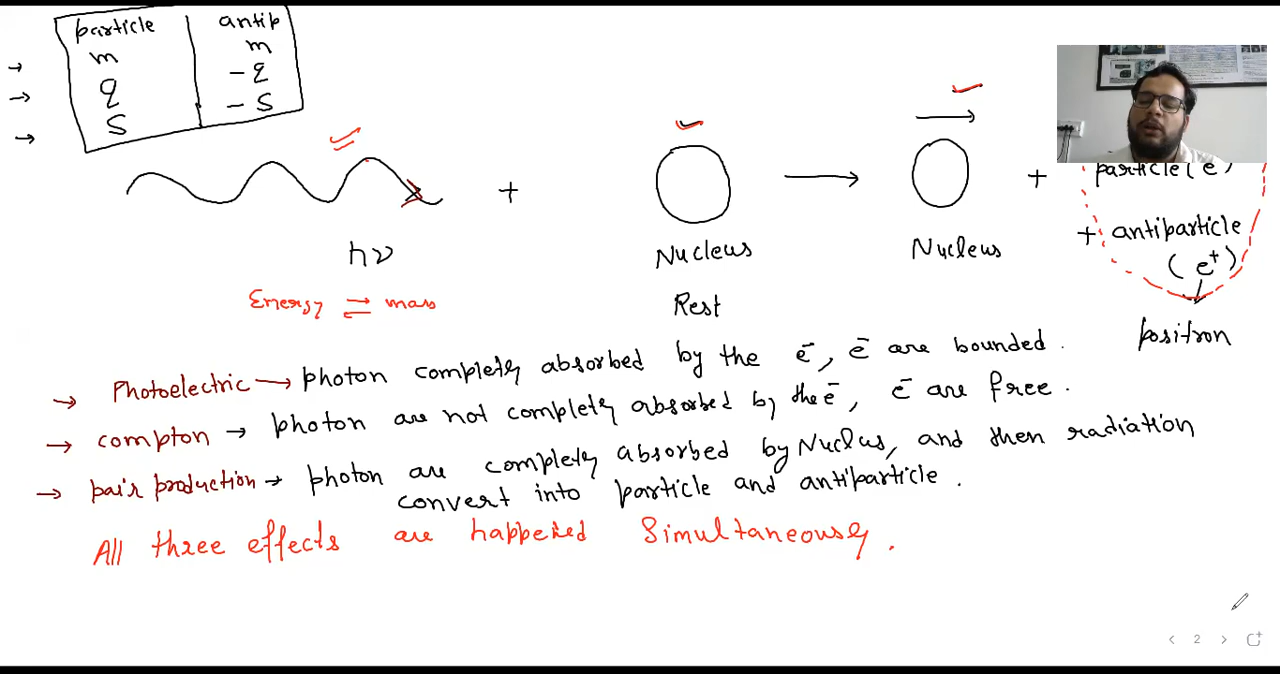 particle antip
m m
q -q
S -S
hν + Nucleus → Nucleus + particle (e⁻)
+ antiparticle
(e⁺)
Energy ⇌ mass
Rest
positron
→ Photoelectric → photon completely absorbed by the e⁻, e⁻ are bounded.
→ compton → photon are not completely absorbed by the e⁻, e⁻ are free.
→ pair production → photon are completely absorbed by Nuclus, and then radiation
convert into particle and antiparticle.
All three effects are happened Simultaneously.
2